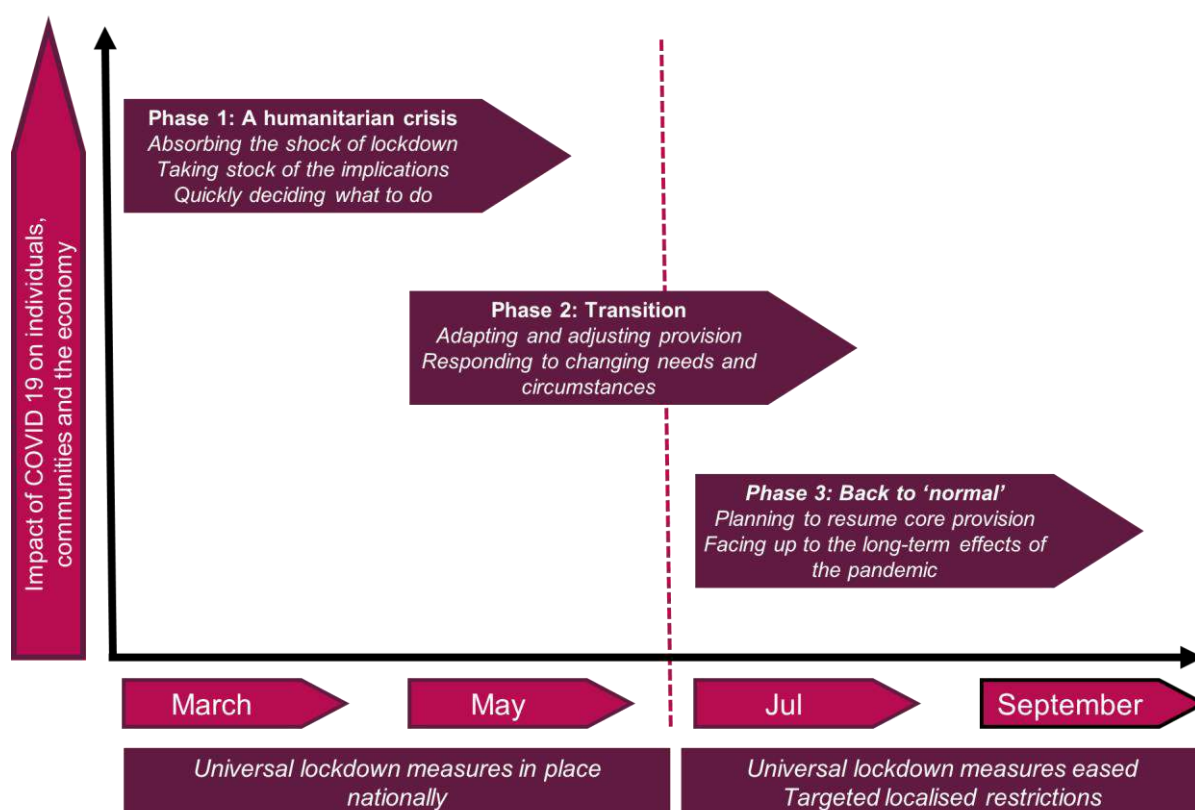 Impact of COVID 19 on individuals,
communities and the economy
Phase 1: A humanitarian crisis
Absorbing the shock of lockdown
Taking stock of the implications
Quickly deciding what to do
Phase 2: Transition
Adapting and adjusting provision
Responding to changing needs and
circumstances
Phase 3: Back to ‘normal’
Planning to resume core provision
Facing up to the long-term effects of
the pandemic
March
May
Jul
September
Universal lockdown measures in place
nationally
Universal lockdown measures eased
Targeted localised restrictions